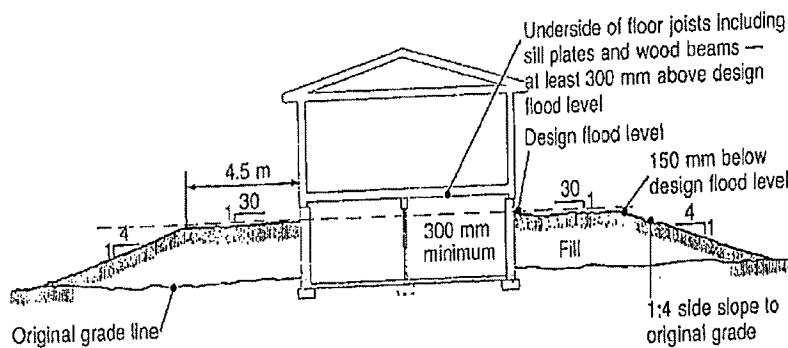 Underside of floor joists including
sill plates and wood beams —
at least 300 mm above design
flood level
Design flood level
150 mm below
design flood level
4.5 m
1 30
30 1
1 4
4 1
300 mm
minimum
Fill
1:4 side slope to
original grade
Original grade line